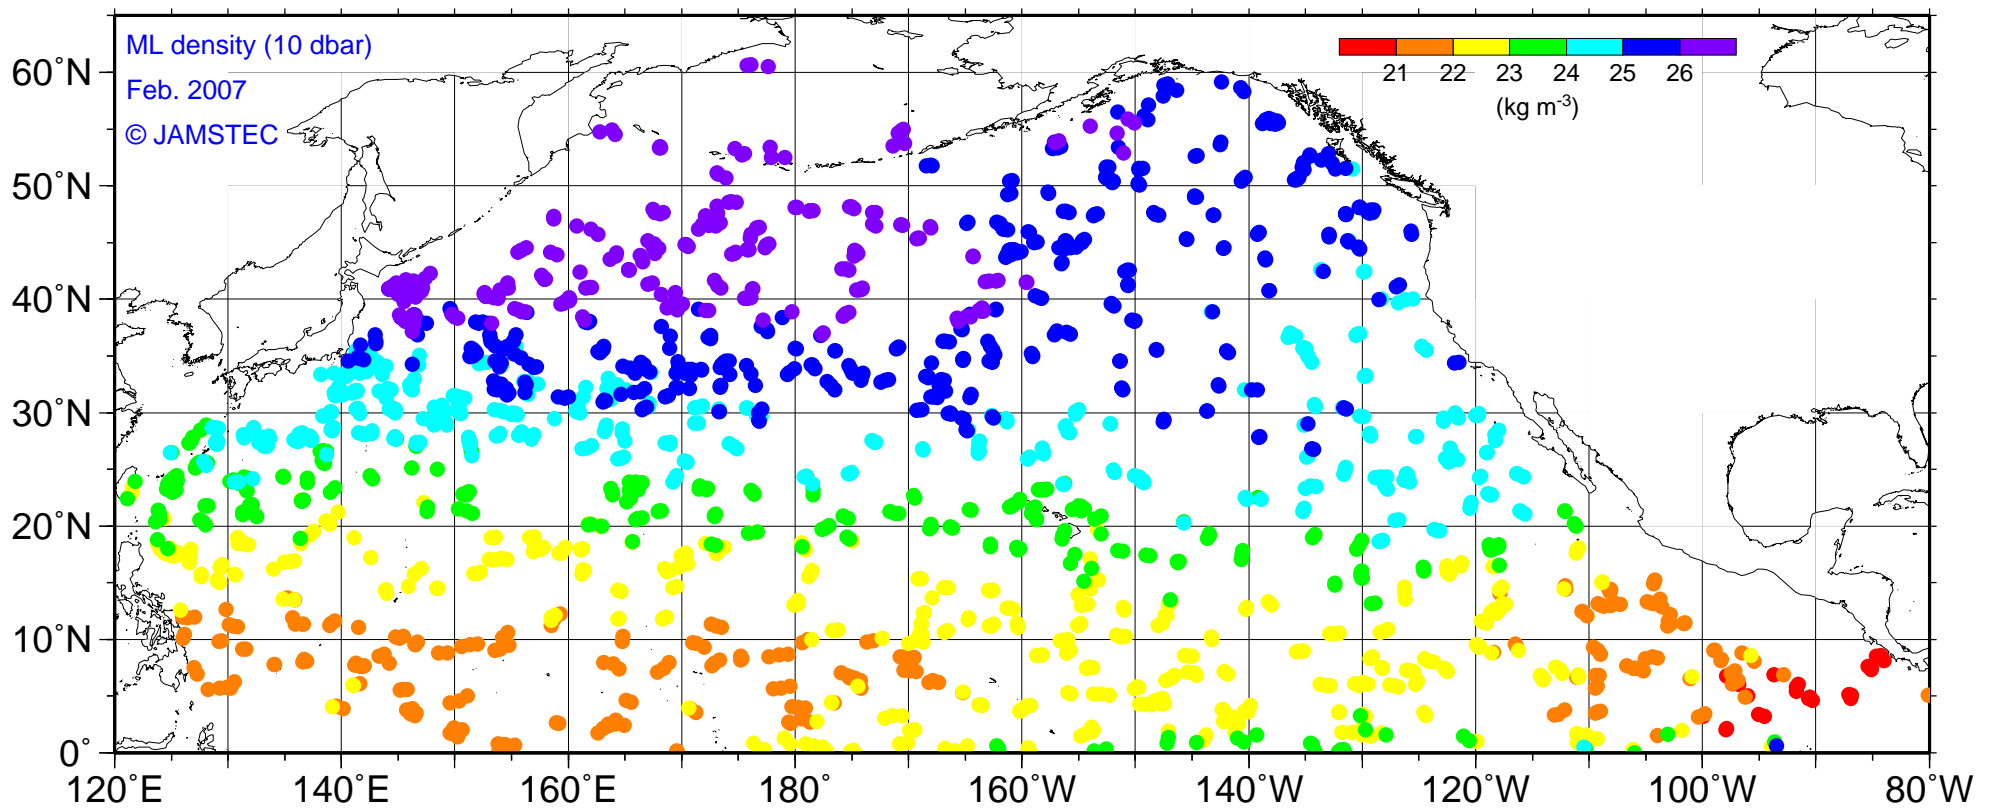 ML density (10 dbar)
Feb. 2007
© JAMSTEC
21 22 23 24 25 26
(kg m-3)
60˚N
50˚N
40˚N
30˚N
20˚N
10˚N
0˚
120˚E 140˚E 160˚E 180˚ 160˚W 140˚W 120˚W 100˚W 80˚W